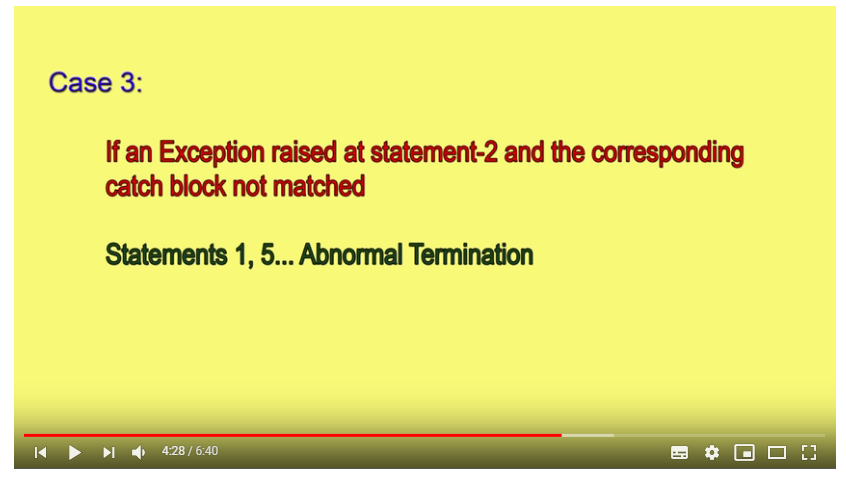 Case 3:
If an Exception raised at statement-2 and the corresponding
catch block not matched
Statements 1, 5... Abnormal Termination
4:28 / 6:40